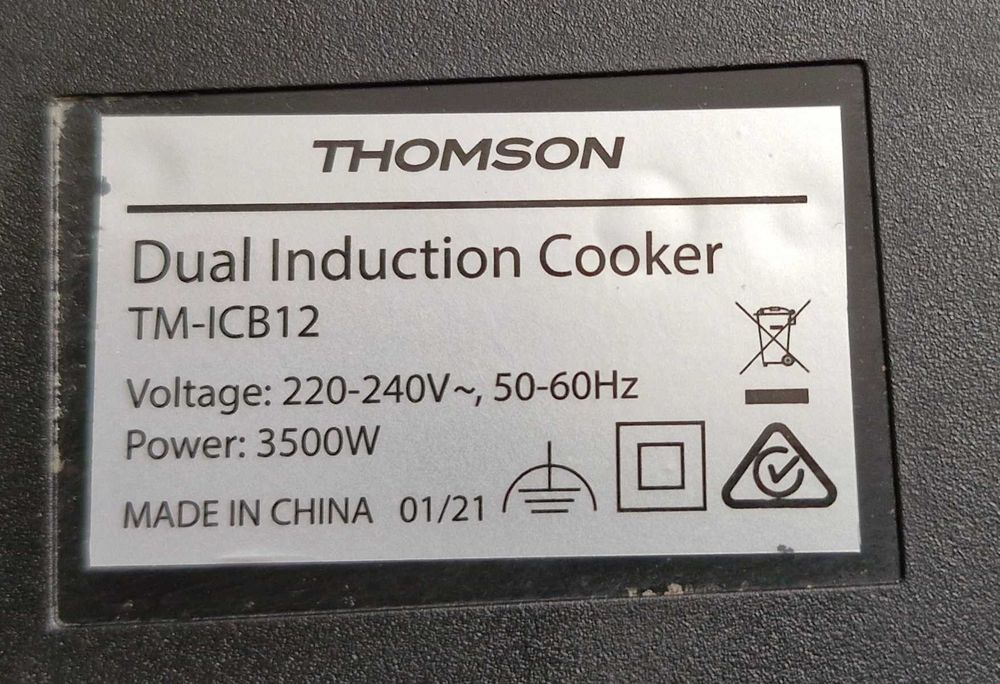 THOMSON
Dual Induction Cooker
TM-ICB12
Voltage: 220-240V~, 50-60Hz
Power: 3500W
MADE IN CHINA 01/21